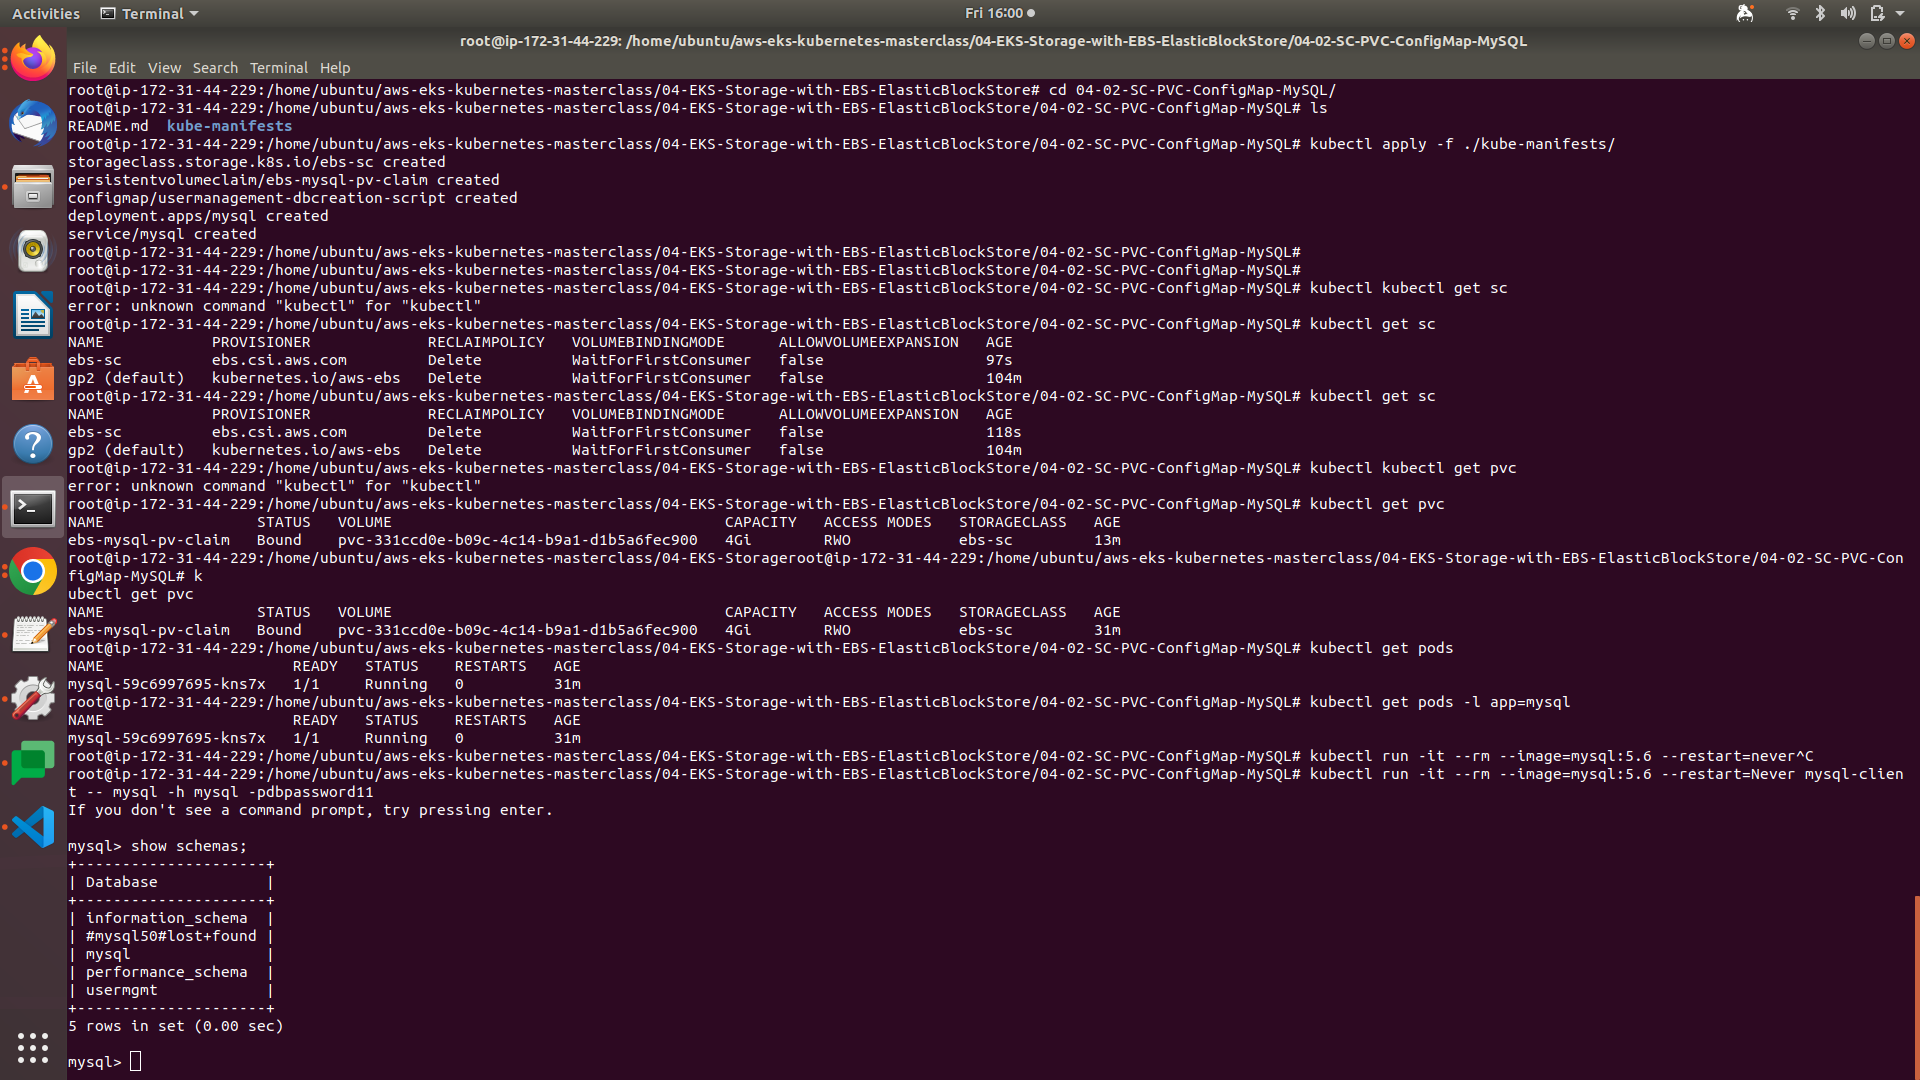 Activities Terminal Fri 16:00
root@ip-172-31-44-229: /home/ubuntu/aws-eks-kubernetes-masterclass/04-EKS-Storage-with-EBS-ElasticBlockStore/04-02-SC-PVC-ConfigMap-MySQL
File Edit View Search Terminal Help
root@ip-172-31-44-229:/home/ubuntu/aws-eks-kubernetes-masterclass/04-EKS-Storage-with-EBS-ElasticBlockStore# cd 04-02-SC-PVC-ConfigMap-MySQL/
root@ip-172-31-44-229:/home/ubuntu/aws-eks-kubernetes-masterclass/04-EKS-Storage-with-EBS-ElasticBlockStore/04-02-SC-PVC-ConfigMap-MySQL# ls
README.md  kube-manifests
root@ip-172-31-44-229:/home/ubuntu/aws-eks-kubernetes-masterclass/04-EKS-Storage-with-EBS-ElasticBlockStore/04-02-SC-PVC-ConfigMap-MySQL# kubectl apply -f ./kube-manifests/
storageclass.storage.k8s.io/ebs-sc created
persistentvolumeclaim/ebs-mysql-pv-claim created
configmap/usermanagement-dbcreation-script created
deployment.apps/mysql created
service/mysql created
root@ip-172-31-44-229:/home/ubuntu/aws-eks-kubernetes-masterclass/04-EKS-Storage-with-EBS-ElasticBlockStore/04-02-SC-PVC-ConfigMap-MySQL#
root@ip-172-31-44-229:/home/ubuntu/aws-eks-kubernetes-masterclass/04-EKS-Storage-with-EBS-ElasticBlockStore/04-02-SC-PVC-ConfigMap-MySQL#
root@ip-172-31-44-229:/home/ubuntu/aws-eks-kubernetes-masterclass/04-EKS-Storage-with-EBS-ElasticBlockStore/04-02-SC-PVC-ConfigMap-MySQL# kubectl kubectl get sc
error: unknown command "kubectl" for "kubectl"
root@ip-172-31-44-229:/home/ubuntu/aws-eks-kubernetes-masterclass/04-EKS-Storage-with-EBS-ElasticBlockStore/04-02-SC-PVC-ConfigMap-MySQL# kubectl get sc
NAME            PROVISIONER             RECLAIMPOLICY   VOLUMEBINDINGMODE      ALLOWVOLUMEEXPANSION   AGE
ebs-sc          ebs.csi.aws.com         Delete          WaitForFirstConsumer   false                  97s
gp2 (default)   kubernetes.io/aws-ebs   Delete          WaitForFirstConsumer   false                  104m
root@ip-172-31-44-229:/home/ubuntu/aws-eks-kubernetes-masterclass/04-EKS-Storage-with-EBS-ElasticBlockStore/04-02-SC-PVC-ConfigMap-MySQL# kubectl get sc
NAME            PROVISIONER             RECLAIMPOLICY   VOLUMEBINDINGMODE      ALLOWVOLUMEEXPANSION   AGE
ebs-sc          ebs.csi.aws.com         Delete          WaitForFirstConsumer   false                  118s
gp2 (default)   kubernetes.io/aws-ebs   Delete          WaitForFirstConsumer   false                  104m
root@ip-172-31-44-229:/home/ubuntu/aws-eks-kubernetes-masterclass/04-EKS-Storage-with-EBS-ElasticBlockStore/04-02-SC-PVC-ConfigMap-MySQL# kubectl kubectl get pvc
error: unknown command "kubectl" for "kubectl"
root@ip-172-31-44-229:/home/ubuntu/aws-eks-kubernetes-masterclass/04-EKS-Storage-with-EBS-ElasticBlockStore/04-02-SC-PVC-ConfigMap-MySQL# kubectl get pvc
NAME                 STATUS   VOLUME                                     CAPACITY   ACCESS MODES   STORAGECLASS   AGE
ebs-mysql-pv-claim   Bound    pvc-331ccd0e-b09c-4c14-b9a1-d1b5a6fec900   4Gi        RWO            ebs-sc         13m
root@ip-172-31-44-229:/home/ubuntu/aws-eks-kubernetes-masterclass/04-EKS-Storageroot@ip-172-31-44-229:/home/ubuntu/aws-eks-kubernetes-masterclass/04-EKS-Storage-with-EBS-ElasticBlockStore/04-02-SC-PVC-Con
figMap-MySQL# k
ubectl get pvc
NAME                 STATUS   VOLUME                                     CAPACITY   ACCESS MODES   STORAGECLASS   AGE
ebs-mysql-pv-claim   Bound    pvc-331ccd0e-b09c-4c14-b9a1-d1b5a6fec900   4Gi        RWO            ebs-sc         31m
root@ip-172-31-44-229:/home/ubuntu/aws-eks-kubernetes-masterclass/04-EKS-Storage-with-EBS-ElasticBlockStore/04-02-SC-PVC-ConfigMap-MySQL# kubectl get pods
NAME                     READY   STATUS    RESTARTS   AGE
mysql-59c6997695-kns7x   1/1     Running   0          31m
root@ip-172-31-44-229:/home/ubuntu/aws-eks-kubernetes-masterclass/04-EKS-Storage-with-EBS-ElasticBlockStore/04-02-SC-PVC-ConfigMap-MySQL# kubectl get pods -l app=mysql
NAME                     READY   STATUS    RESTARTS   AGE
mysql-59c6997695-kns7x   1/1     Running   0          31m
root@ip-172-31-44-229:/home/ubuntu/aws-eks-kubernetes-masterclass/04-EKS-Storage-with-EBS-ElasticBlockStore/04-02-SC-PVC-ConfigMap-MySQL# kubectl run -it --rm --image=mysql:5.6 --restart=never^C
root@ip-172-31-44-229:/home/ubuntu/aws-eks-kubernetes-masterclass/04-EKS-Storage-with-EBS-ElasticBlockStore/04-02-SC-PVC-ConfigMap-MySQL# kubectl run -it --rm --image=mysql:5.6 --restart=Never mysql-clien
t -- mysql -h mysql -pdbpassword11
If you don't see a command prompt, try pressing enter.

mysql> show schemas;
+---------------------+
| Database            |
+---------------------+
| information_schema  |
| #mysql50#lost+found |
| mysql               |
| performance_schema  |
| usermgmt            |
+---------------------+
5 rows in set (0.00 sec)

mysql>